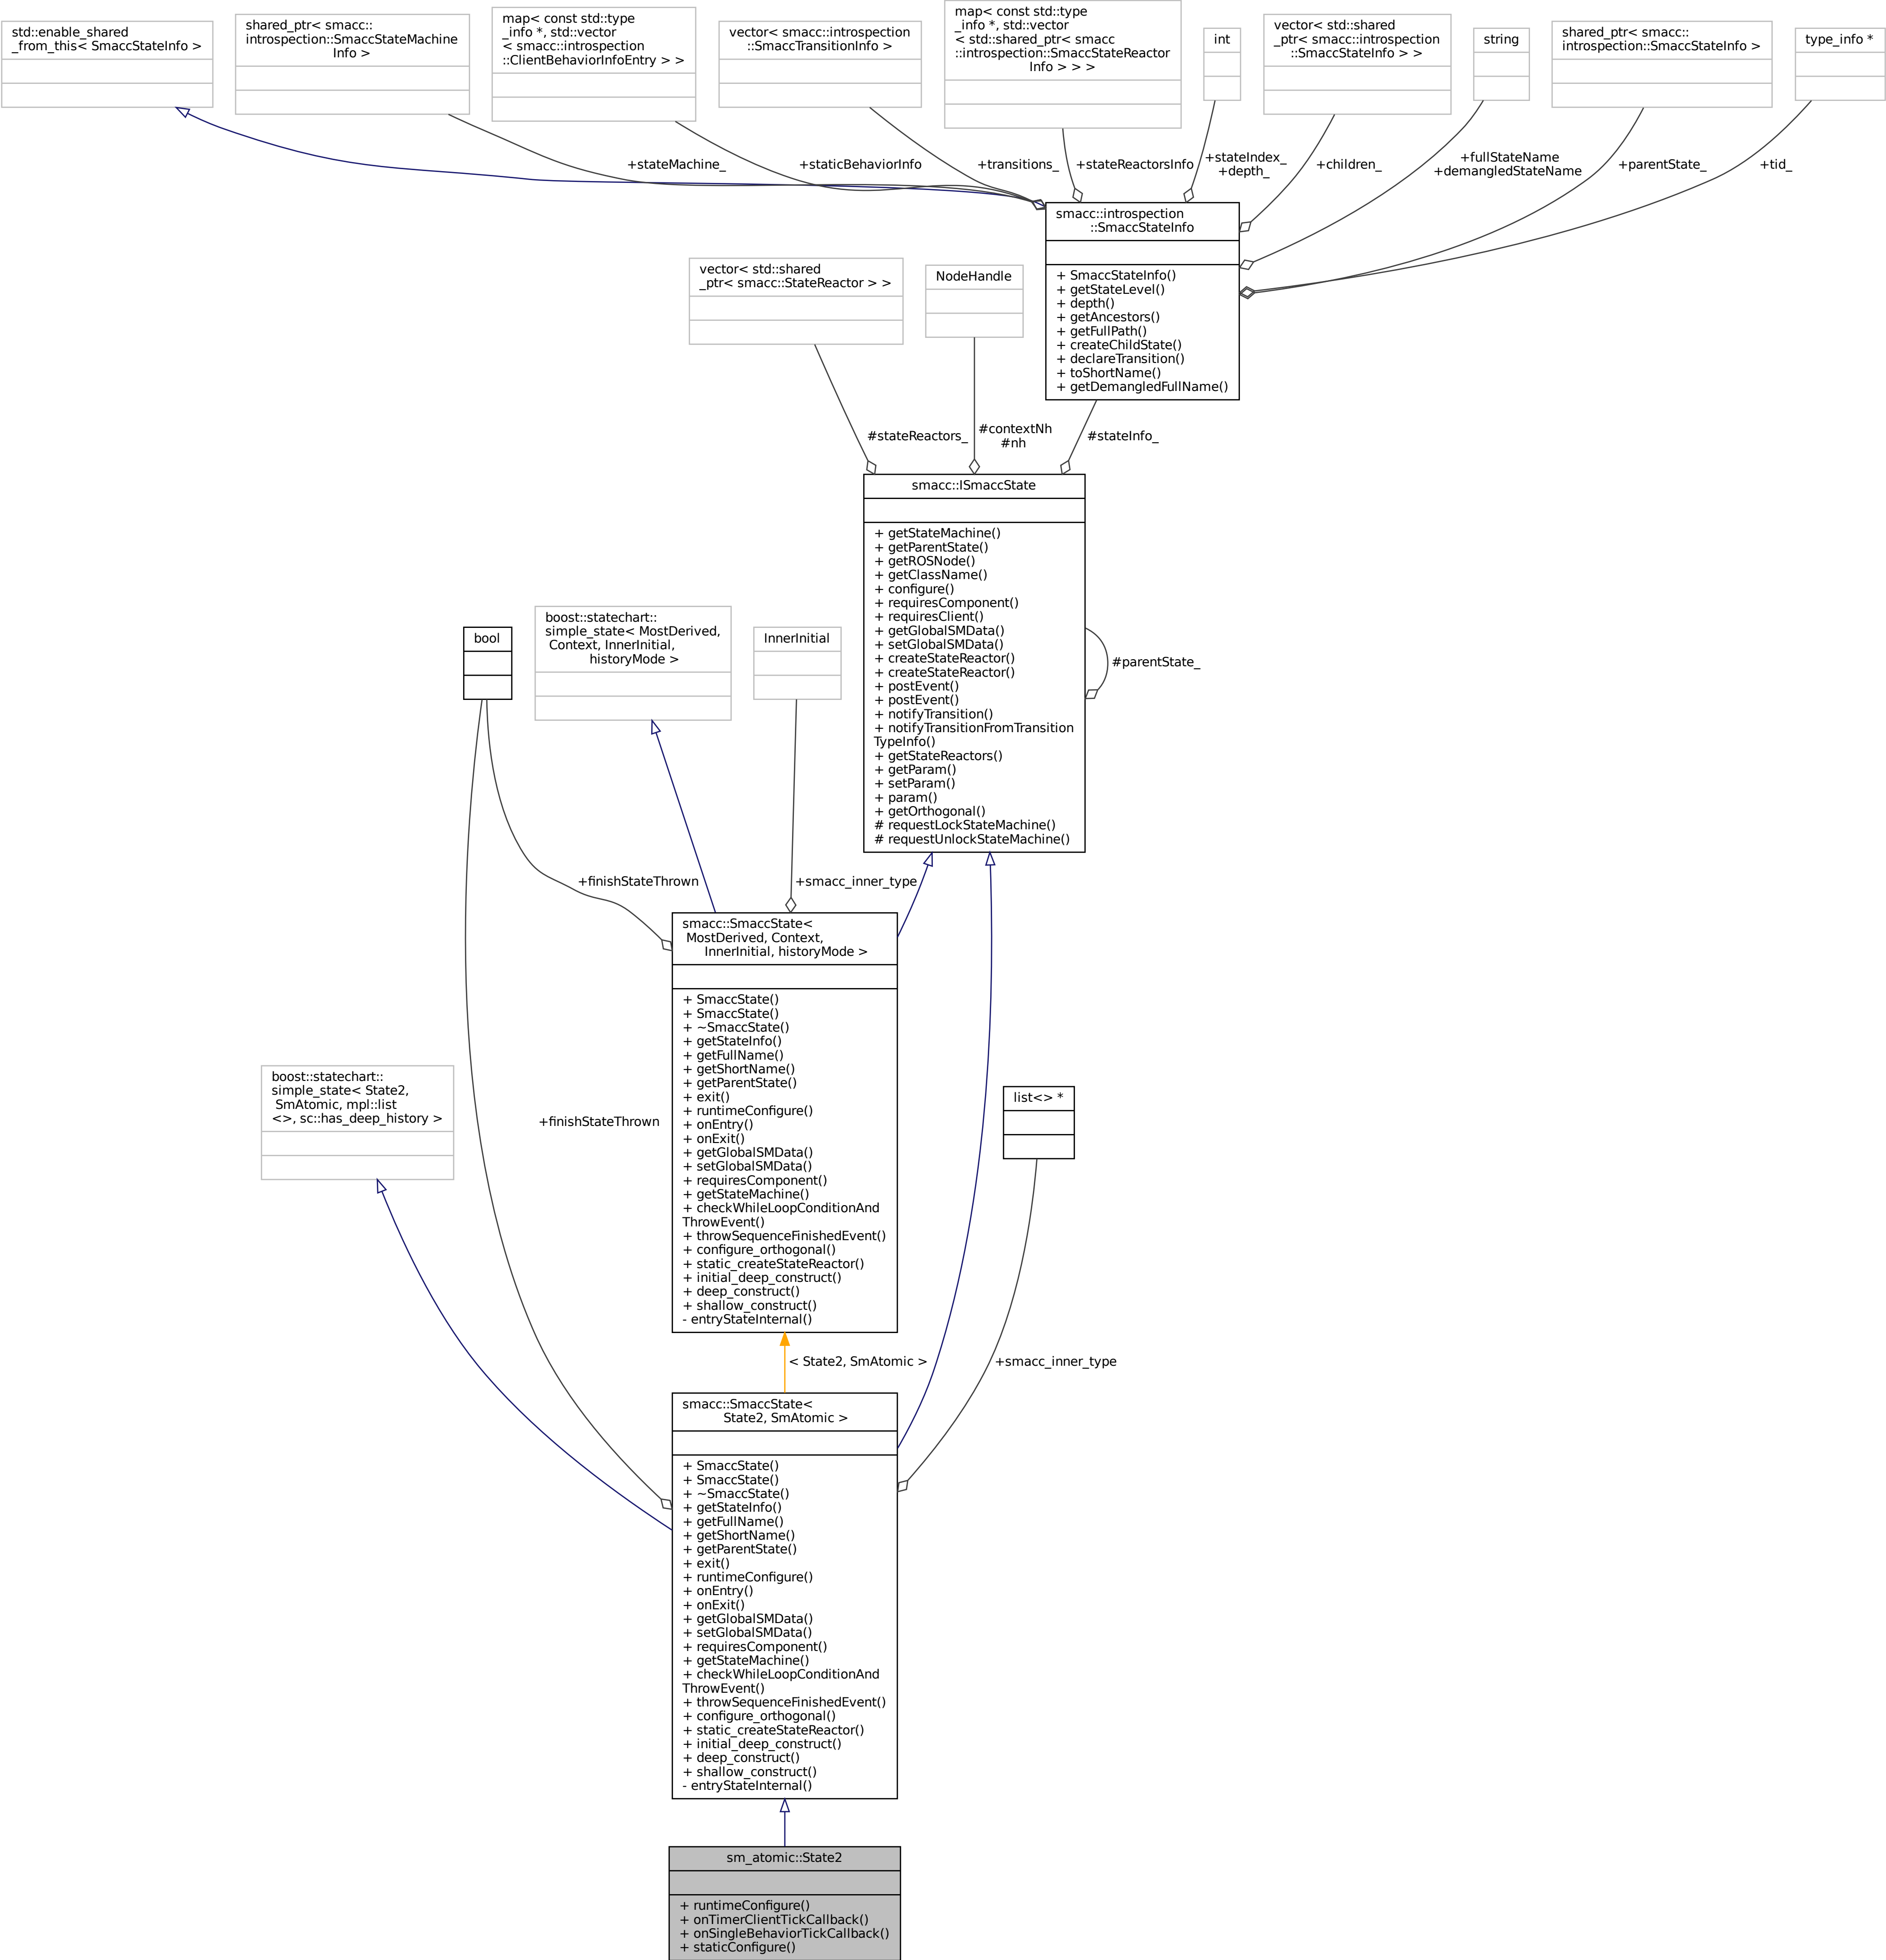 std::enable_shared
_from_this< SmaccStateInfo >
shared_ptr< smacc::
introspection::SmaccStateMachine
Info >
map< const std::type
_info *, std::vector
< smacc::introspection
::ClientBehaviorInfoEntry > >
vector< smacc::introspection
::SmaccTransitionInfo >
map< const std::type
_info *, std::vector
< std::shared_ptr< smacc
::introspection::SmaccStateReactor
Info > > >
int
vector< std::shared
_ptr< smacc::introspection
::SmaccStateInfo > >
string
shared_ptr< smacc::
introspection::SmaccStateInfo >
type_info *
+stateMachine_
+staticBehaviorInfo
+transitions_
+stateReactorsInfo
+stateIndex_
+depth_
+children_
+fullStateName
+demangledStateName
+parentState_
+tid_
smacc::introspection
::SmaccStateInfo
+ SmaccStateInfo()
+ getStateLevel()
+ depth()
+ getAncestors()
+ getFullPath()
+ createChildState()
+ declareTransition()
+ toShortName()
+ getDemangledFullName()
vector< std::shared
_ptr< smacc::StateReactor > >
NodeHandle
#stateReactors_
#contextNh
#nh
#stateInfo_
smacc::ISmaccState
+ getStateMachine()
+ getParentState()
+ getROSNode()
+ getClassName()
+ configure()
+ requiresComponent()
+ requiresClient()
+ getGlobalSMData()
+ setGlobalSMData()
+ createStateReactor()
+ createStateReactor()
+ postEvent()
+ postEvent()
+ notifyTransition()
+ notifyTransitionFromTransition
TypeInfo()
+ getStateReactors()
+ getParam()
+ setParam()
+ param()
+ getOrthogonal()
# requestLockStateMachine()
# requestUnlockStateMachine()
#parentState_
bool
boost::statechart::
simple_state< MostDerived,
Context, InnerInitial,
historyMode >
InnerInitial
+finishStateThrown
+smacc_inner_type
smacc::SmaccState<
MostDerived, Context,
InnerInitial, historyMode >
+ SmaccState()
+ SmaccState()
+ ~SmaccState()
+ getStateInfo()
+ getFullName()
+ getShortName()
+ getParentState()
+ exit()
+ runtimeConfigure()
+ onEntry()
+ onExit()
+ getGlobalSMData()
+ setGlobalSMData()
+ requiresComponent()
+ getStateMachine()
+ checkWhileLoopConditionAnd
ThrowEvent()
+ throwSequenceFinishedEvent()
+ configure_orthogonal()
+ static_createStateReactor()
+ initial_deep_construct()
+ deep_construct()
+ shallow_construct()
- entryStateInternal()
boost::statechart::
simple_state< State2,
SmAtomic, mpl::list
<>, sc::has_deep_history >
+finishStateThrown
list<> *
< State2, SmAtomic >
+smacc_inner_type
smacc::SmaccState<
State2, SmAtomic >
+ SmaccState()
+ SmaccState()
+ ~SmaccState()
+ getStateInfo()
+ getFullName()
+ getShortName()
+ getParentState()
+ exit()
+ runtimeConfigure()
+ onEntry()
+ onExit()
+ getGlobalSMData()
+ setGlobalSMData()
+ requiresComponent()
+ getStateMachine()
+ checkWhileLoopConditionAnd
ThrowEvent()
+ throwSequenceFinishedEvent()
+ configure_orthogonal()
+ static_createStateReactor()
+ initial_deep_construct()
+ deep_construct()
+ shallow_construct()
- entryStateInternal()
sm_atomic::State2
+ runtimeConfigure()
+ onTimerClientTickCallback()
+ onSingleBehaviorTickCallback()
+ staticConfigure()